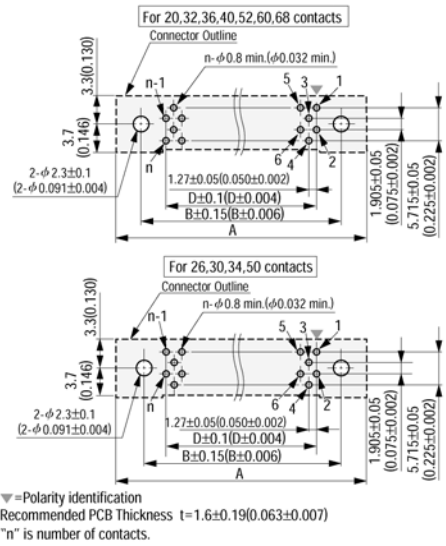 For 20,32,36,40,52,60,68 contacts
Connector Outline
n-ϕ0.8 min.(ϕ0.032 min.)
n-1
5
3
1
3.3(0.130)
3.7
(0.146)
n
6
4
2
2-ϕ2.3±0.1
(2-ϕ0.091±0.004)
1.27±0.05(0.050±0.002)
D±0.1(D±0.004)
B±0.15(B±0.006)
A
1.905±0.05
(0.075±0.002)
5.715±0.05
(0.225±0.002)
For 26,30,34,50 contacts
Connector Outline
n-ϕ0.8 min.(ϕ0.032 min.)
n-1
5
3
1
3.3(0.130)
3.7
(0.146)
n
6
4
2
2-ϕ2.3±0.1
(2-ϕ0.091±0.004)
1.27±0.05(0.050±0.002)
D±0.1(D±0.004)
B±0.15(B±0.006)
A
1.905±0.05
(0.075±0.002)
5.715±0.05
(0.225±0.002)
▼=Polarity identification
Recommended PCB Thickness t=1.6±0.19(0.063±0.007)
"n" is number of contacts.